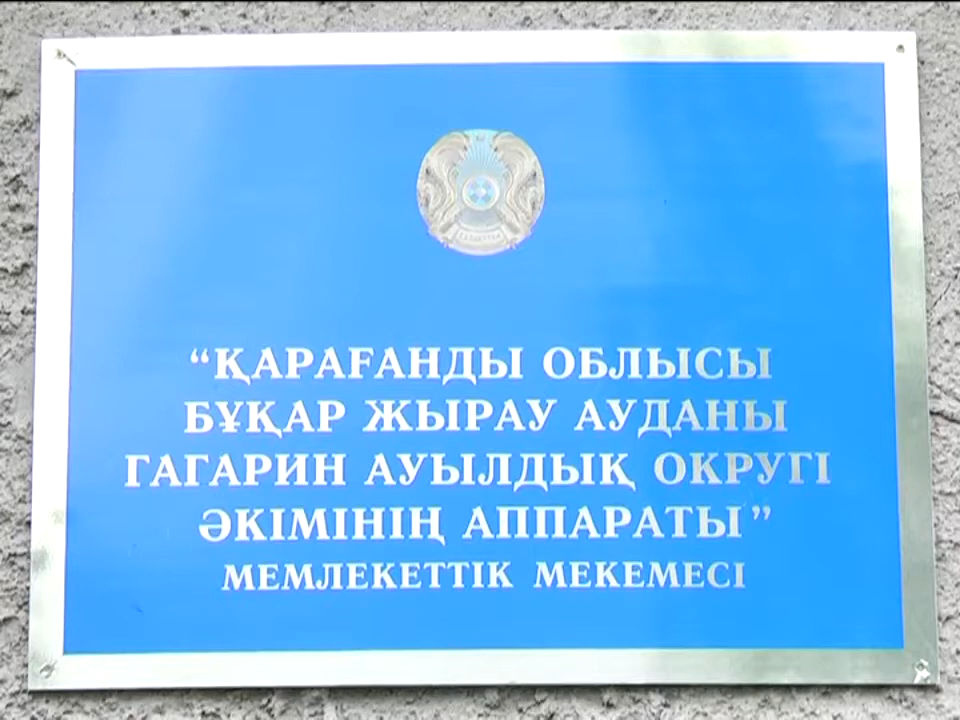 “ҚАРАҒАНДЫ ОБЛЫСЫ
БҰҚАР ЖЫРАУ АУДАНЫ
ГАГАРИН АУЫЛДЫҚ ОКРУГІ
ӘКІМІНІҢ АППАРАТЫ”
МЕМЛЕКЕТТІК МЕКЕМЕСІ